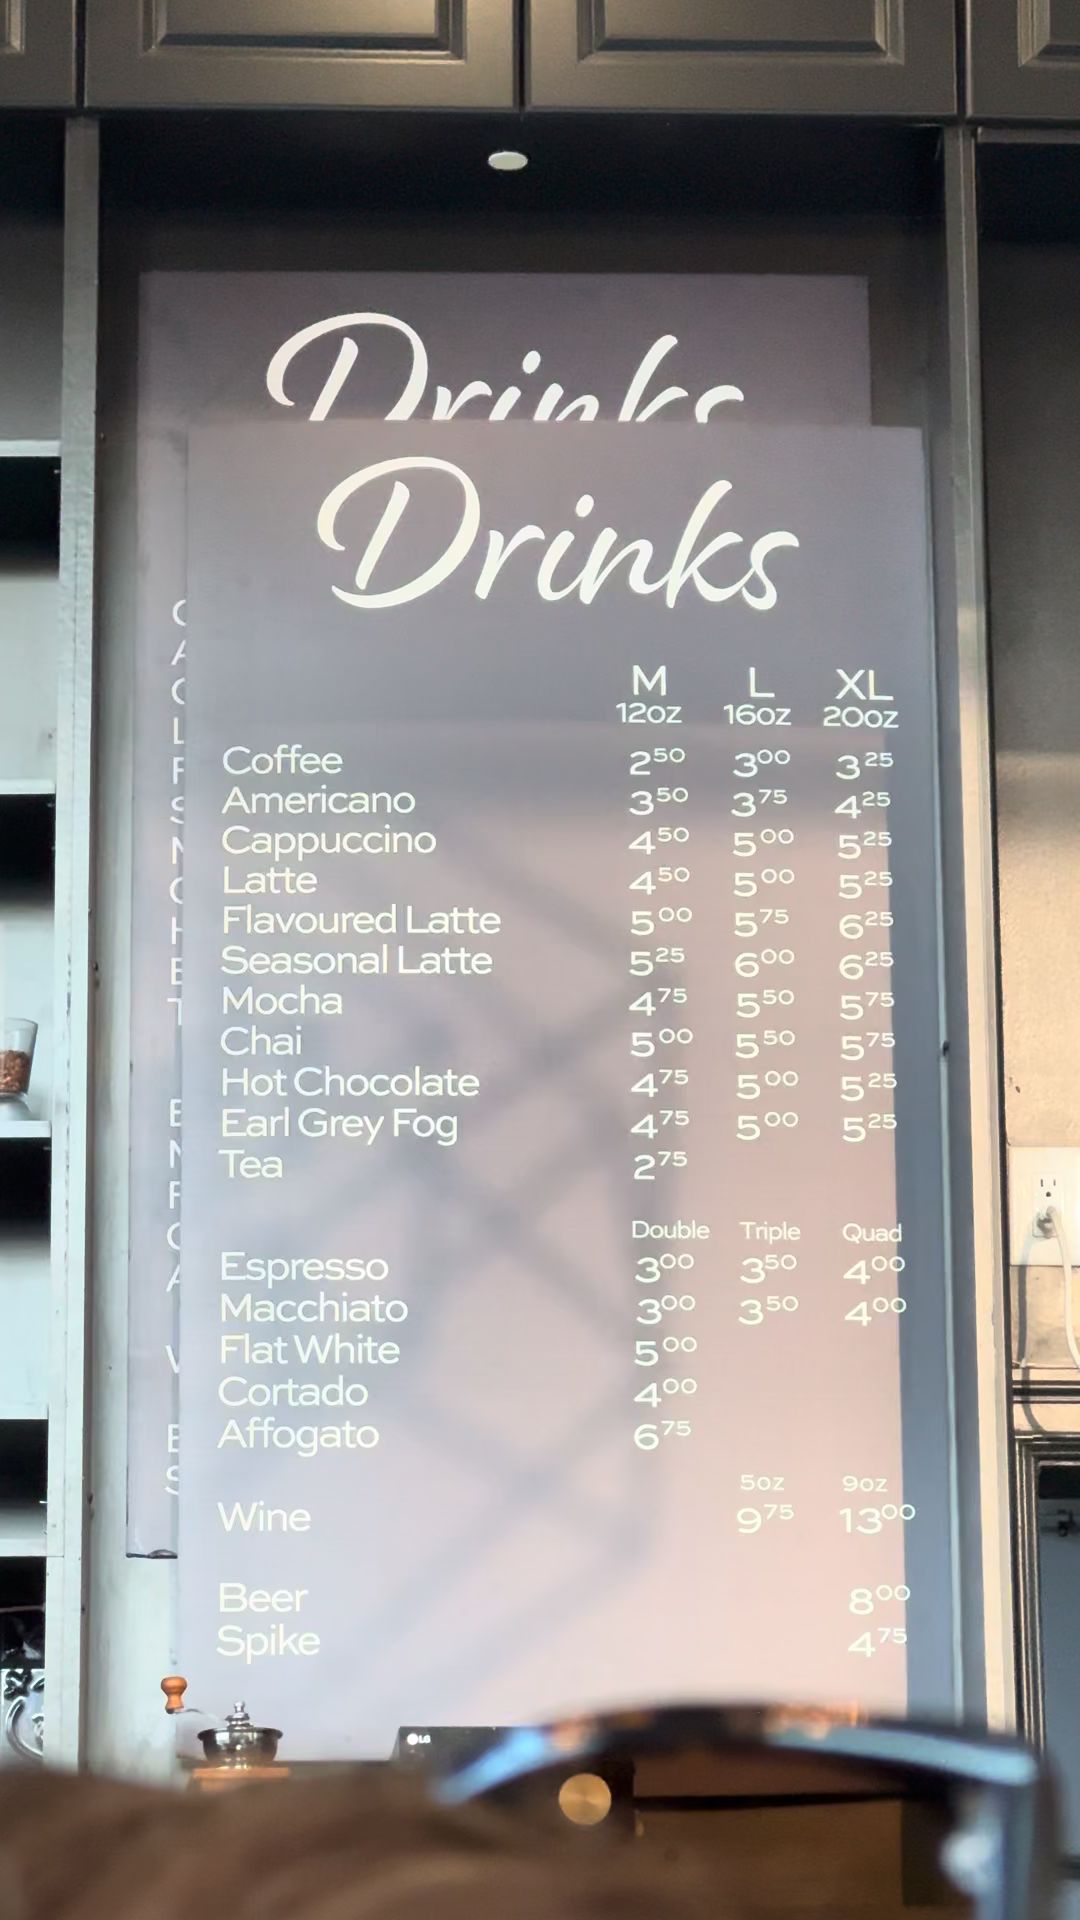 Drinks
Drinks
M L XL
12oz 16oz 20oz
Coffee 2⁵⁰ 3⁰⁰ 3²⁵
Americano 3⁵⁰ 3⁷⁵ 4²⁵
Cappuccino 4⁵⁰ 5⁰⁰ 5²⁵
Latte 4⁵⁰ 5⁰⁰ 5²⁵
Flavoured Latte 5⁰⁰ 5⁷⁵ 6²⁵
Seasonal Latte 5²⁵ 6⁰⁰ 6²⁵
Mocha 4⁷⁵ 5⁵⁰ 5⁷⁵
Chai 5⁰⁰ 5⁵⁰ 5⁷⁵
Hot Chocolate 4⁷⁵ 5⁰⁰ 5²⁵
Earl Grey Fog 4⁷⁵ 5⁰⁰ 5²⁵
Tea 2⁷⁵
Double Triple Quad
Espresso 3⁰⁰ 3⁵⁰ 4⁰⁰
Macchiato 3⁰⁰ 3⁵⁰ 4⁰⁰
Flat White 5⁰⁰
Cortado 4⁰⁰
Affogato 6⁷⁵
5oz 9oz
Wine 9⁷⁵ 13⁰⁰
Beer 8⁰⁰
Spike 4⁷⁵
LG